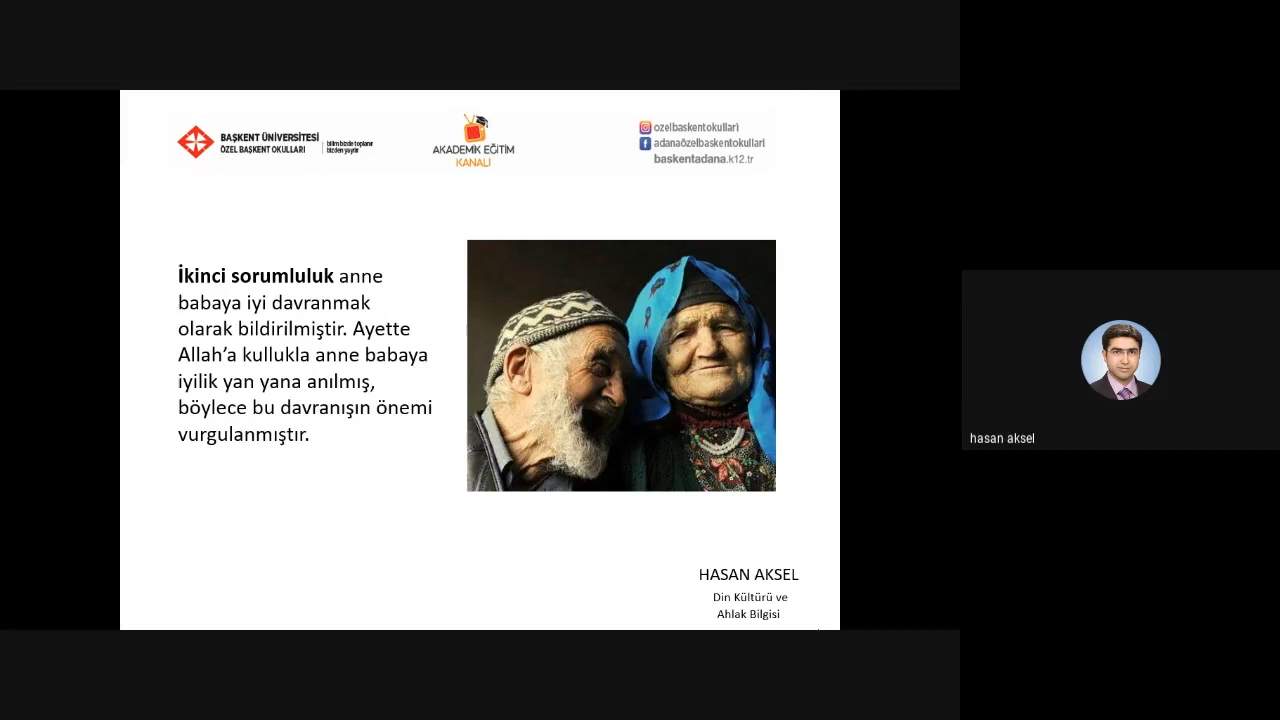 BAŞKENT ÜNİVERSİTESİ
ÖZEL BAŞKENT OKULLARI
bilim bizde toplanır
bizden yayılır
AKADEMİK EĞİTİM
KANALI
ozelbaskentokullari
adanaözelbaskentokullari
baskentadana.k12.tr
İkinci sorumluluk anne
babaya iyi davranmak
olarak bildirilmiştir. Ayette
Allah’a kullukla anne babaya
iyilik yan yana anılmış,
böylece bu davranışın önemi
vurgulanmıştır.
HASAN AKSEL
Din Kültürü ve
Ahlak Bilgisi
hasan aksel